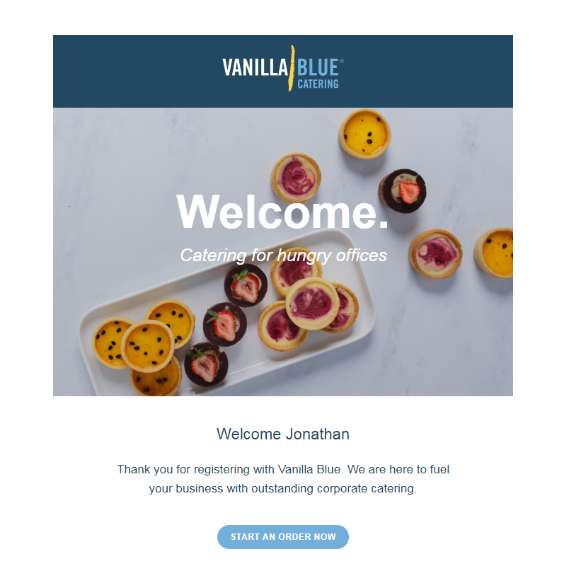 VANILLA BLUE®
CATERING
Welcome.
Catering for hungry offices
Welcome Jonathan
Thank you for registering with Vanilla Blue. We are here to fuel
your business with outstanding corporate catering.
START AN ORDER NOW